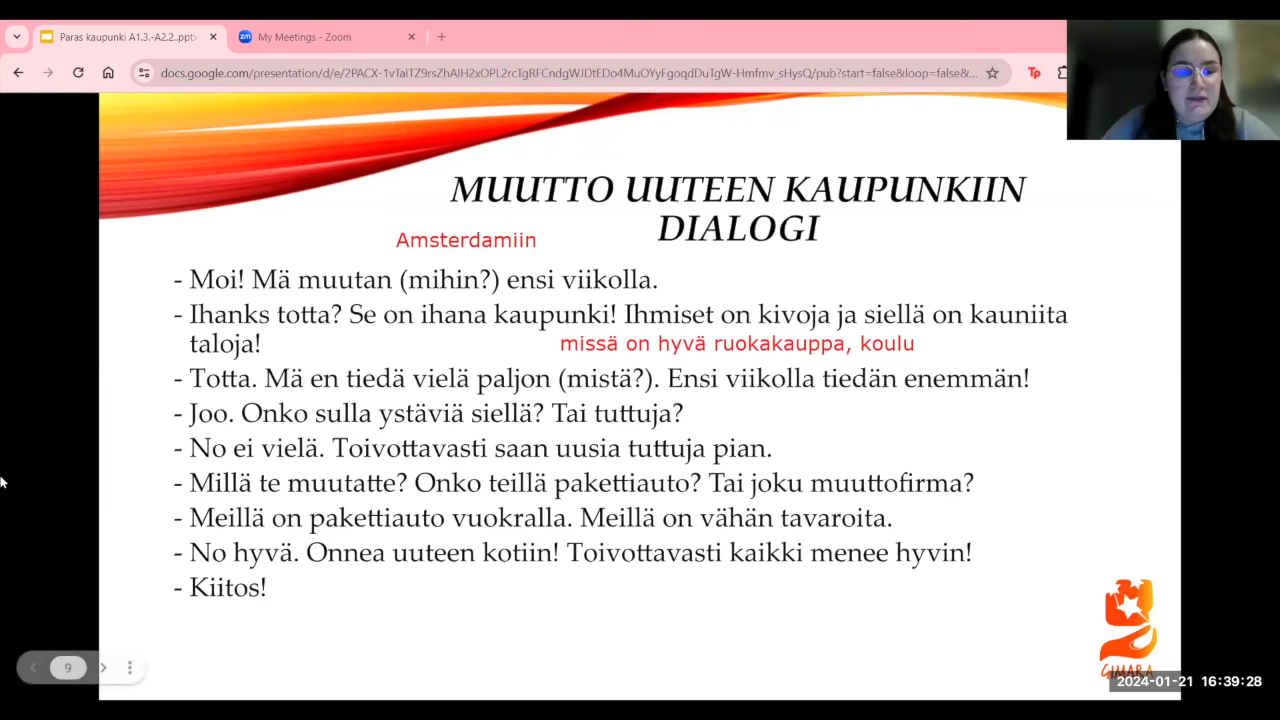 Paras kaupunki A1.3.-A2.2..pptx
My Meetings - Zoom
docs.google.com/presentation/d/e/2PACX-1vTaITZ9rsZhAIH2xOPL2rcTgRFCndgWJDtEDo4MuOYyFgoqdDuTgW-Hmfmv_sHysQ/pub?start=false&loop=false&...
MUUTTO UUTEEN KAUPUNKIIN
DIALOGI
Amsterdamiin
- Moi! Mä muutan (mihin?) ensi viikolla.
- Ihanks totta? Se on ihana kaupunki! Ihmiset on kivoja ja siellä on kauniita
taloja!
missä on hyvä ruokakauppa, koulu
- Totta. Mä en tiedä vielä paljon (mistä?). Ensi viikolla tiedän enemmän!
- Joo. Onko sulla ystäviä siellä? Tai tuttuja?
- No ei vielä. Toivottavasti saan uusia tuttuja pian.
- Millä te muutatte? Onko teillä pakettiauto? Tai joku muuttofirma?
- Meillä on pakettiauto vuokralla. Meillä on vähän tavaroita.
- No hyvä. Onnea uuteen kotiin! Toivottavasti kaikki menee hyvin!
- Kiitos!
9
GIMARA
2024-01-21 16:39:28